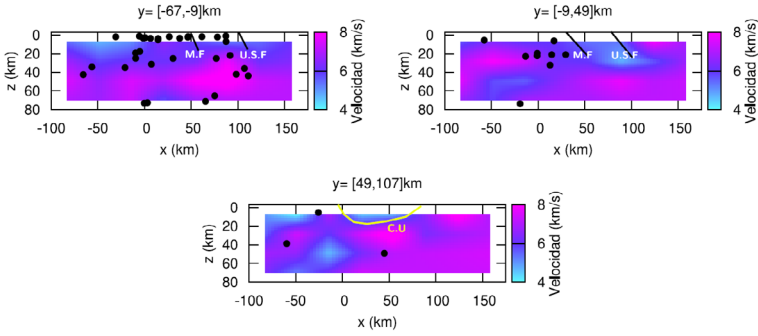 y= [-67,-9]km
z (km)
0
20
40
60
80
-100 -50 0 50 100 150
x (km)
M.F
U.S.F
8
6
4
Velocidad (km/s)
y= [-9,49]km
z (km)
0
20
40
60
80
-100 -50 0 50 100 150
x (km)
M.F
U.S.F
8
6
4
Velocidad (km/s)
y= [49,107]km
z (km)
0
20
40
60
80
-100 -50 0 50 100 150
x (km)
C.U
8
6
4
Velocidad (km/s)